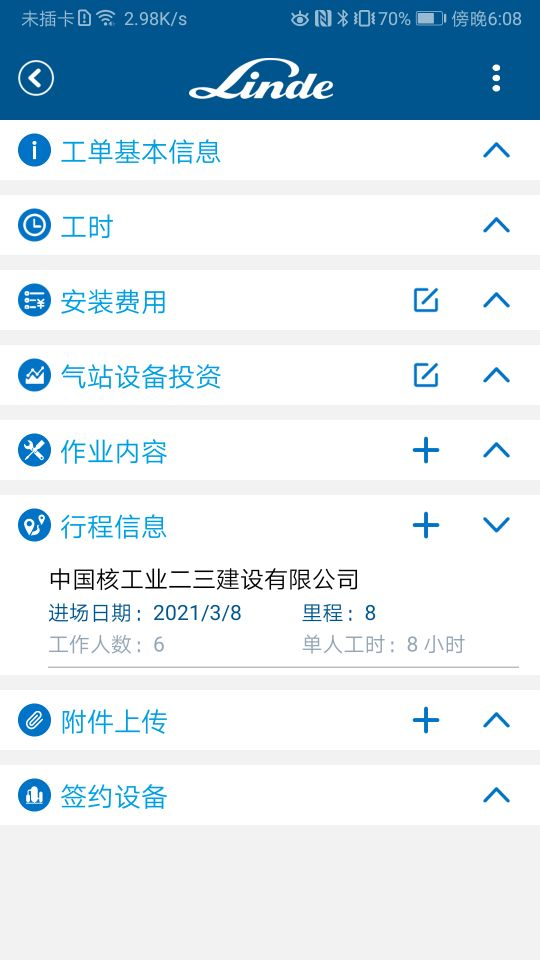 未插卡 2.98K/s 70% 傍晚6:08
Linde
工单基本信息
工时
安装费用
气站设备投资
作业内容
行程信息
中国核工业二三建设有限公司
进场日期：2021/3/8 里程：8
工作人数：6 单人工时：8 小时
附件上传
签约设备